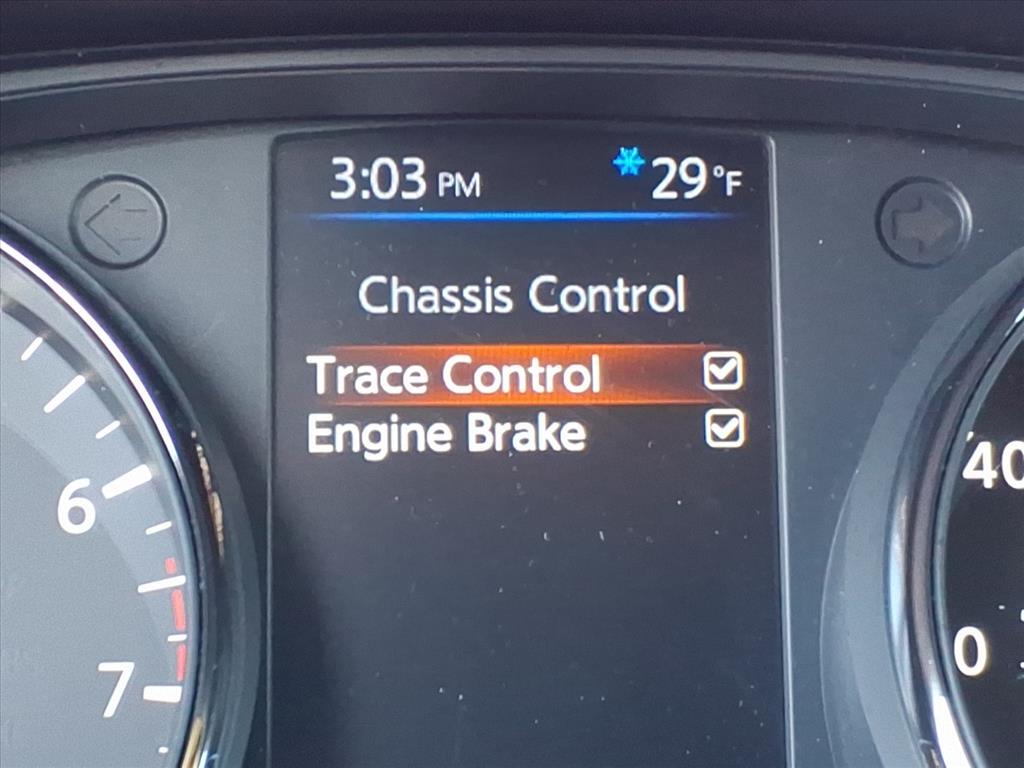 3:03 PM
29°F
Chassis Control
Trace Control
Engine Brake
6
7
40
0